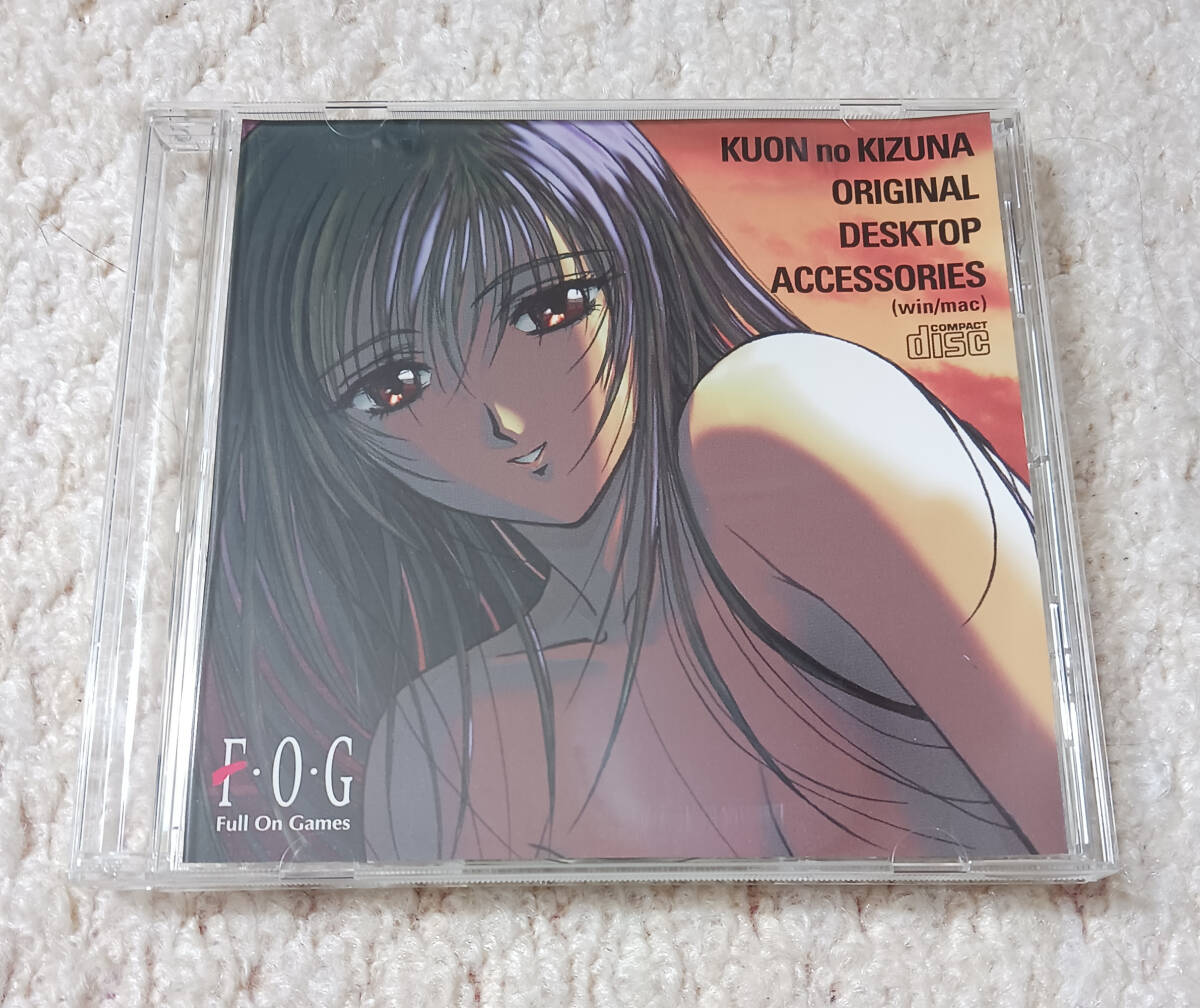 KUON no KIZUNA
ORIGINAL
DESKTOP
ACCESSORIES
(win/mac)
COMPACT
disc
F·O·G
Full On Games